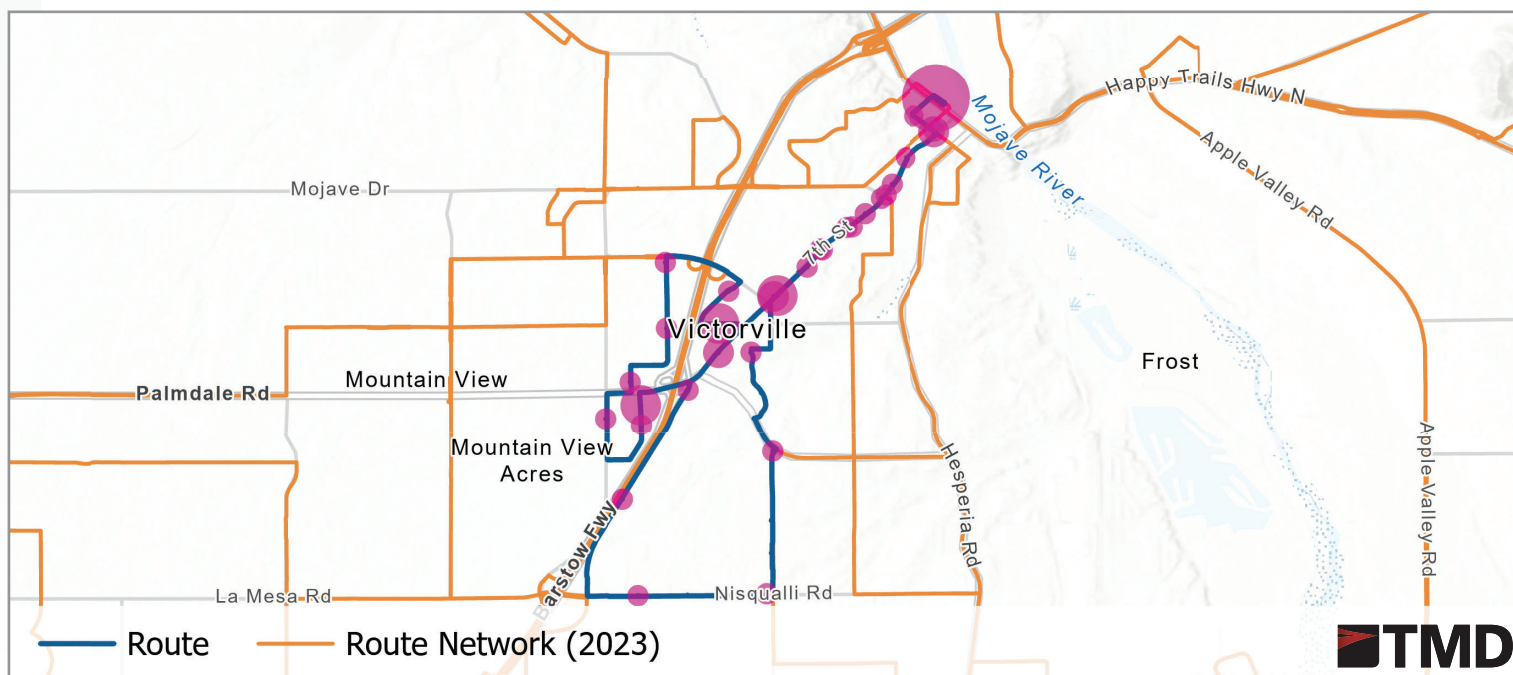 Happy Trails Hwy N
Mojave River
Apple Valley Rd
Mojave Dr
7th St
Victorville
Frost
Mountain View
Palmdale Rd
Mountain View
Acres
Hesperia Rd
Apple Valley Rd
Barstow Fwy
La Mesa Rd
Nisqualli Rd
Route
Route Network (2023)
TMD